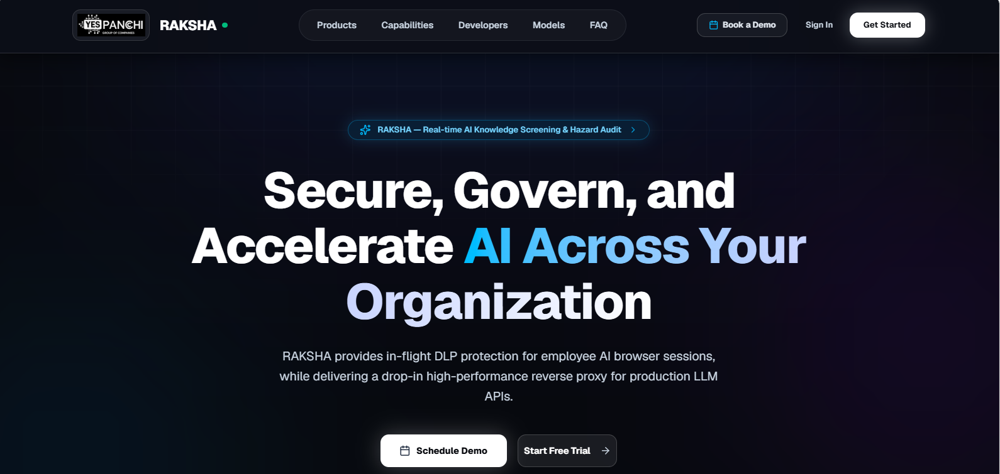 YES PANCHI
GROUP OF COMPANIES
RAKSHA
Products
Capabilities
Developers
Models
FAQ
Book a Demo
Sign In
Get Started
RAKSHA — Real-time AI Knowledge Screening & Hazard Audit
Secure, Govern, and
Accelerate AI Across Your
Organization
RAKSHA provides in-flight DLP protection for employee AI browser sessions,
while delivering a drop-in high-performance reverse proxy for production LLM
APIs.
Schedule Demo
Start Free Trial